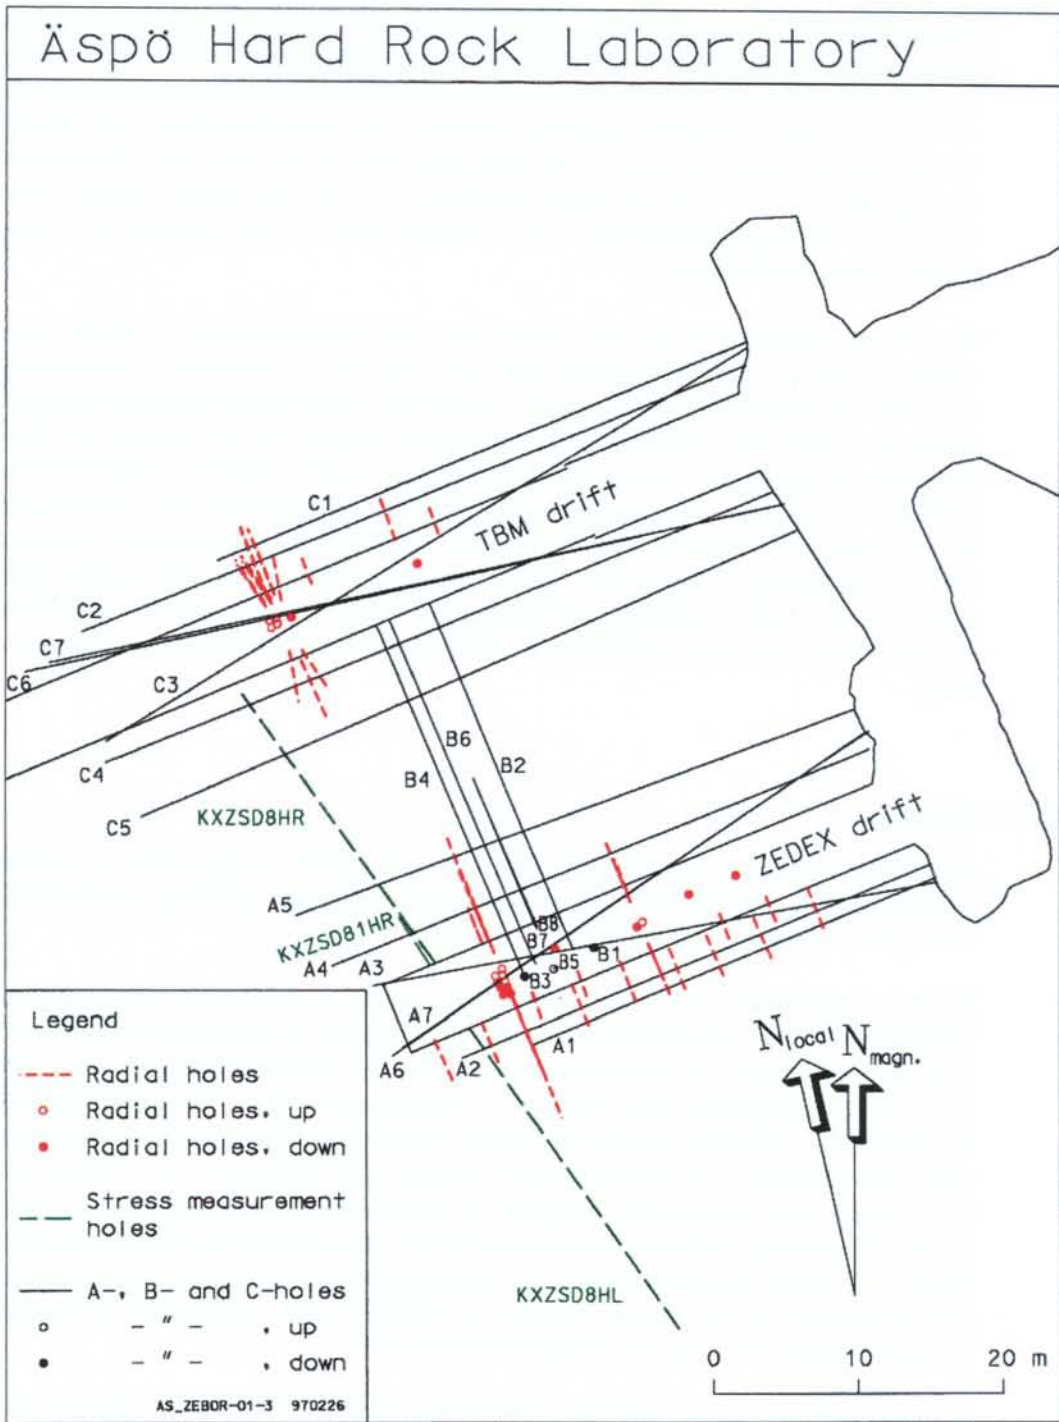 Äspö Hard Rock Laboratory
C1
TBM drift
C2
C7
C6
C3
C4
C5
B6
B4
B2
KXZSD8HR
ZEDEX drift
A5
KXZSD81HR
A4
A3
B8
B7
B1
B5
B3
A7
A6
A2
A1
Nlocal Nmagn.
Legend
Radial holes
Radial holes, up
Radial holes, down
Stress measurement
holes
A-, B- and C-holes
- " - , up
- " - , down
AS_ZEBOR-01-3 970226
KXZSD8HL
0 10 20 m